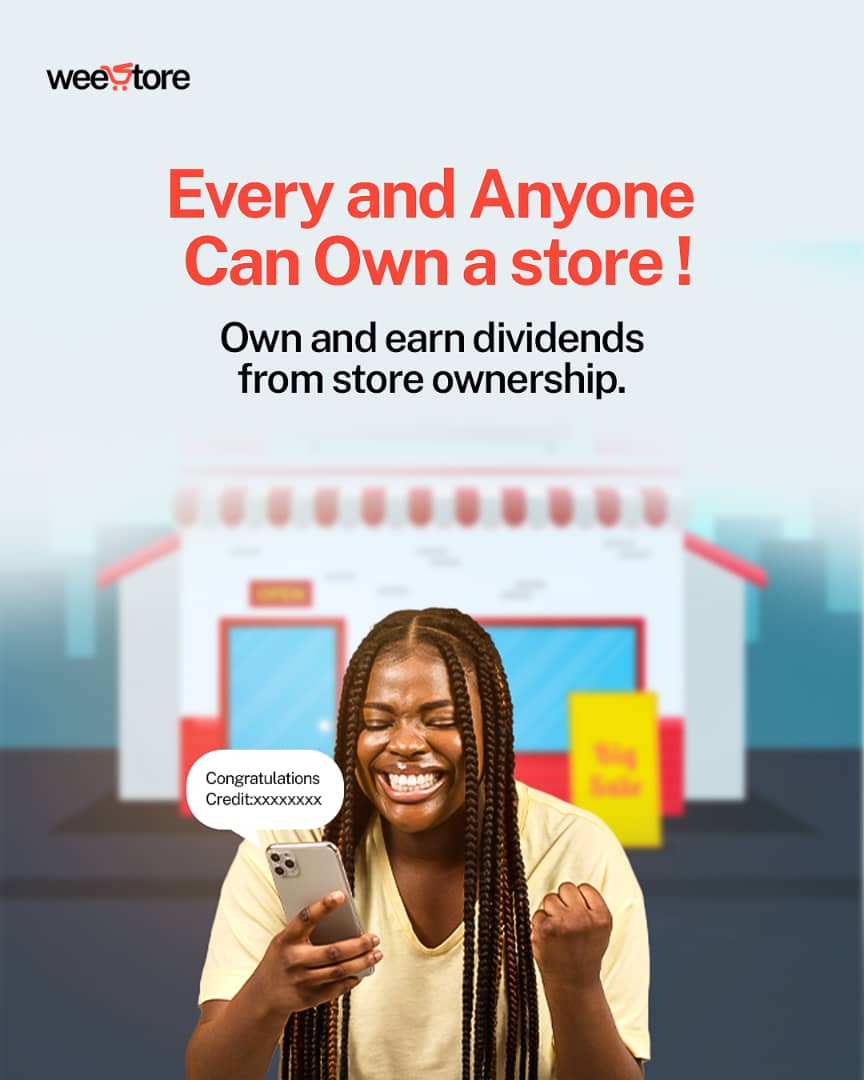 weestore
Every and Anyone
Can Own a store !
Own and earn dividends
from store ownership.
OPEN
Big
Sale
Congratulations
Credit:xxxxxxxx